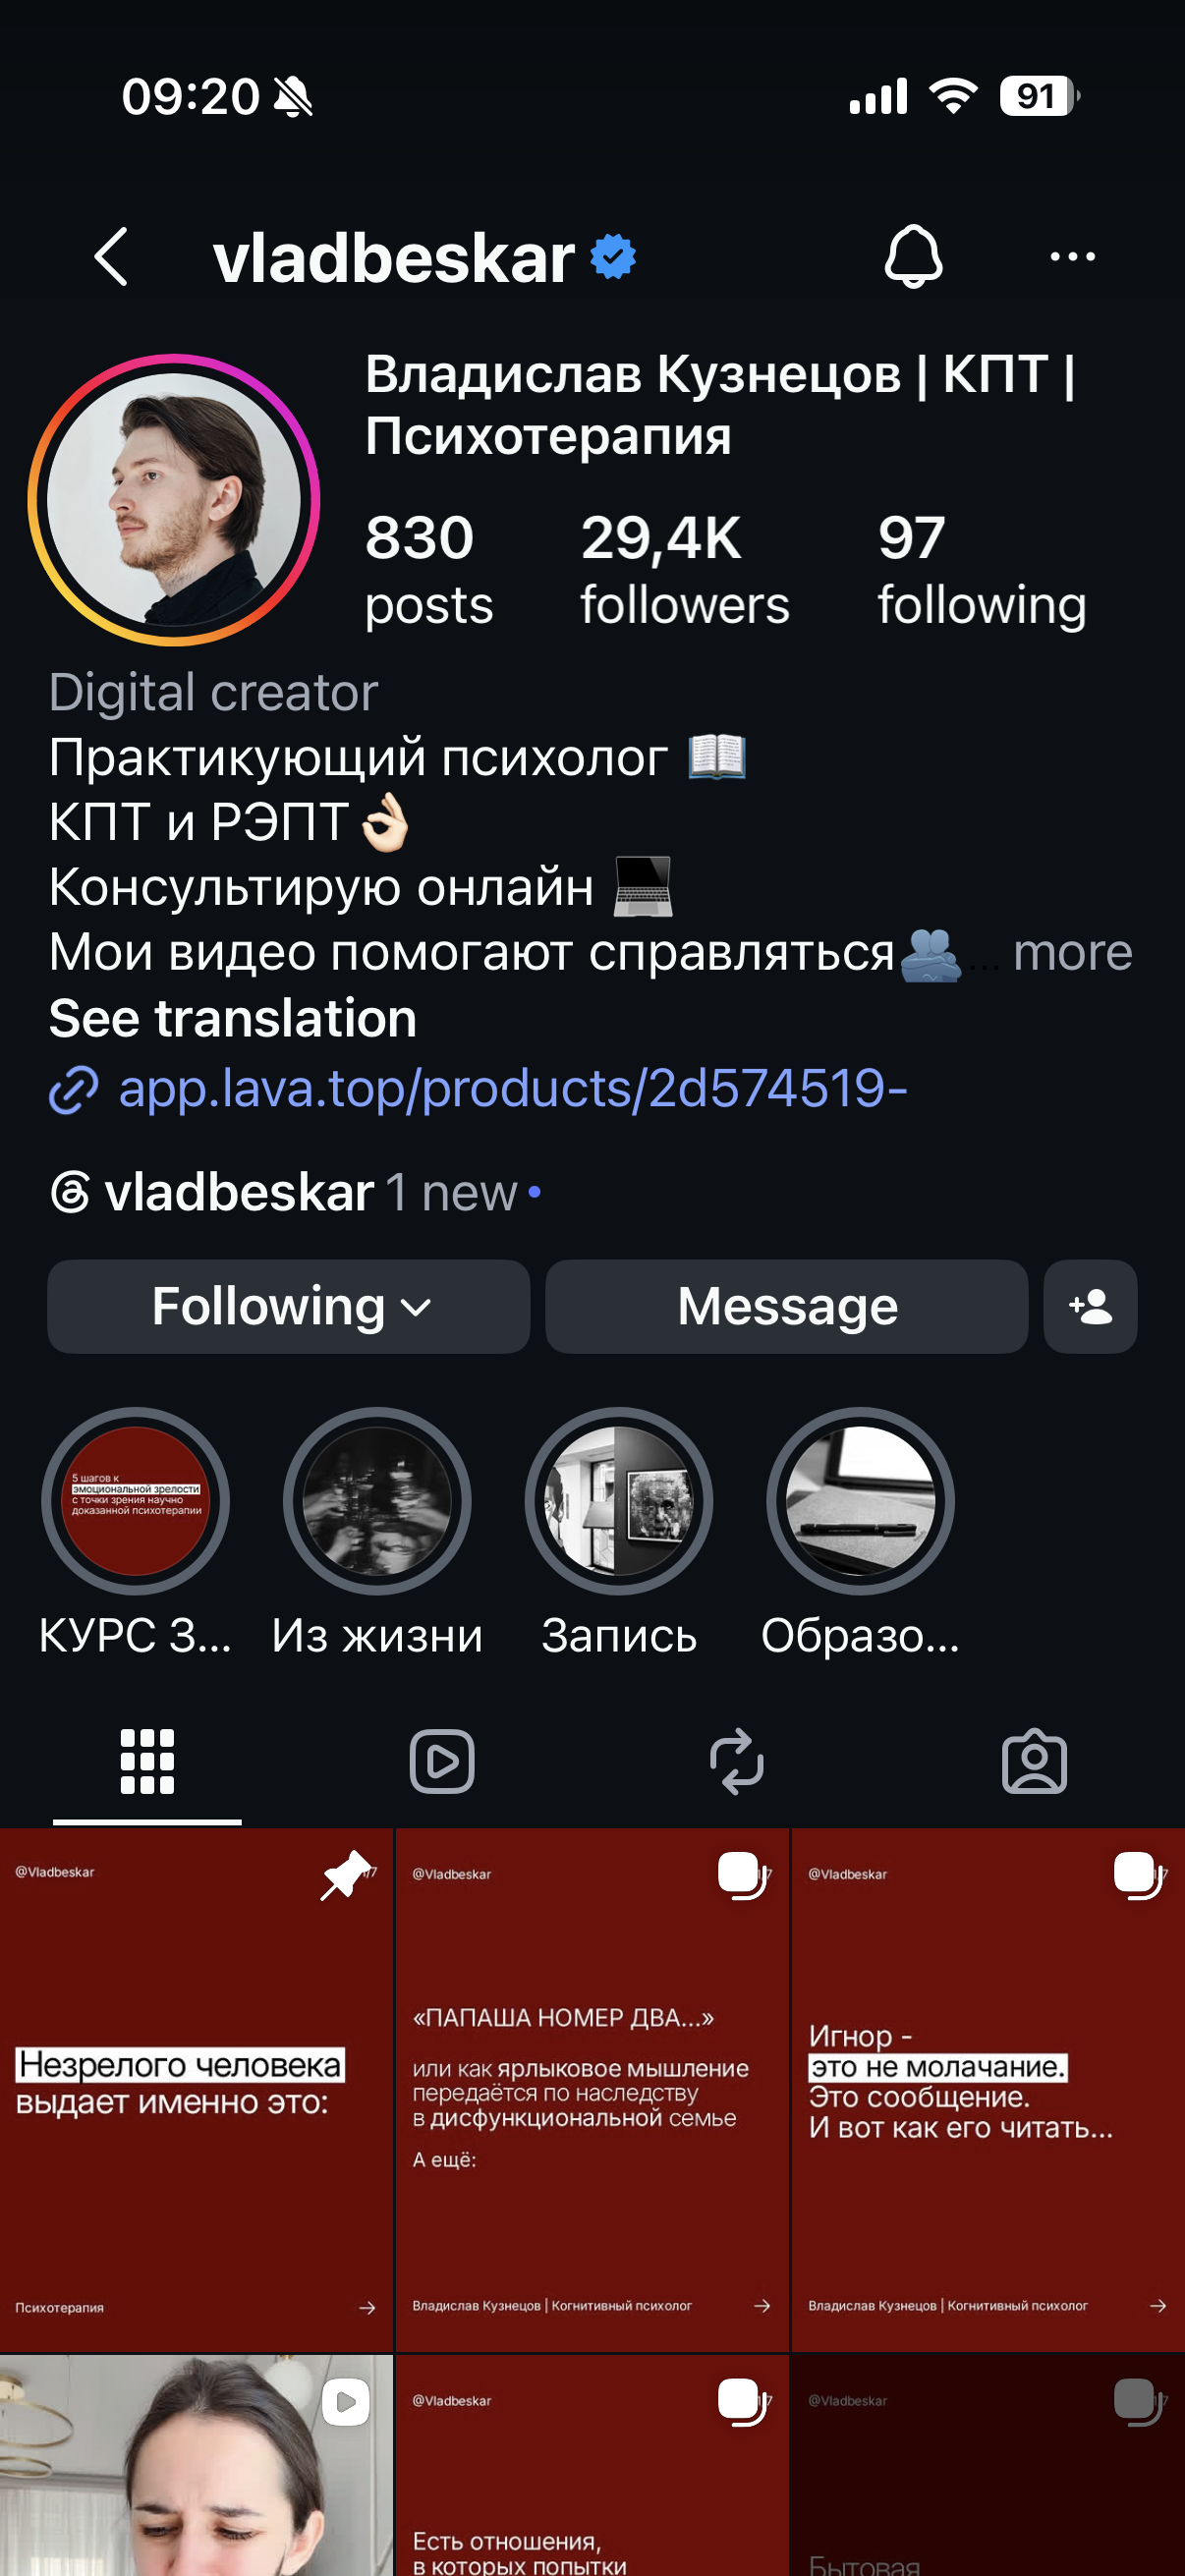 09:20
91
vladbeskar
Владислав Кузнецов | КПТ |
Психотерапия
830
29,4K
97
posts
followers
following
Digital creator
Практикующий психолог 📖
КПТ и РЭПТ👌🏻
Консультирую онлайн 💻
Мои видео помогают справляться🫂... more
See translation
app.lava.top/products/2d574519-
vladbeskar 1 new
Following
Message
5 шагов к
эмоциональной зрелости
с точки зрения научно
доказанной психотерапии
КУРС З...
Из жизни
Запись
Образо...
@Vladbeskar
Незрелого человека
выдает именно это:
Психотерапия
@Vladbeskar
«ПАПАША НОМЕР ДВА...»
или как ярлыковое мышление
передаётся по наследству
в дисфункциональной семье
А ещё:
Владислав Кузнецов | Когнитивный психолог
@Vladbeskar
Игнор -
это не молачание.
Это сообщение.
И вот как его читать...
Владислав Кузнецов | Когнитивный психолог
@Vladbeskar
Есть отношения,
в которых попытки
@Vladbeskar
Бытовая